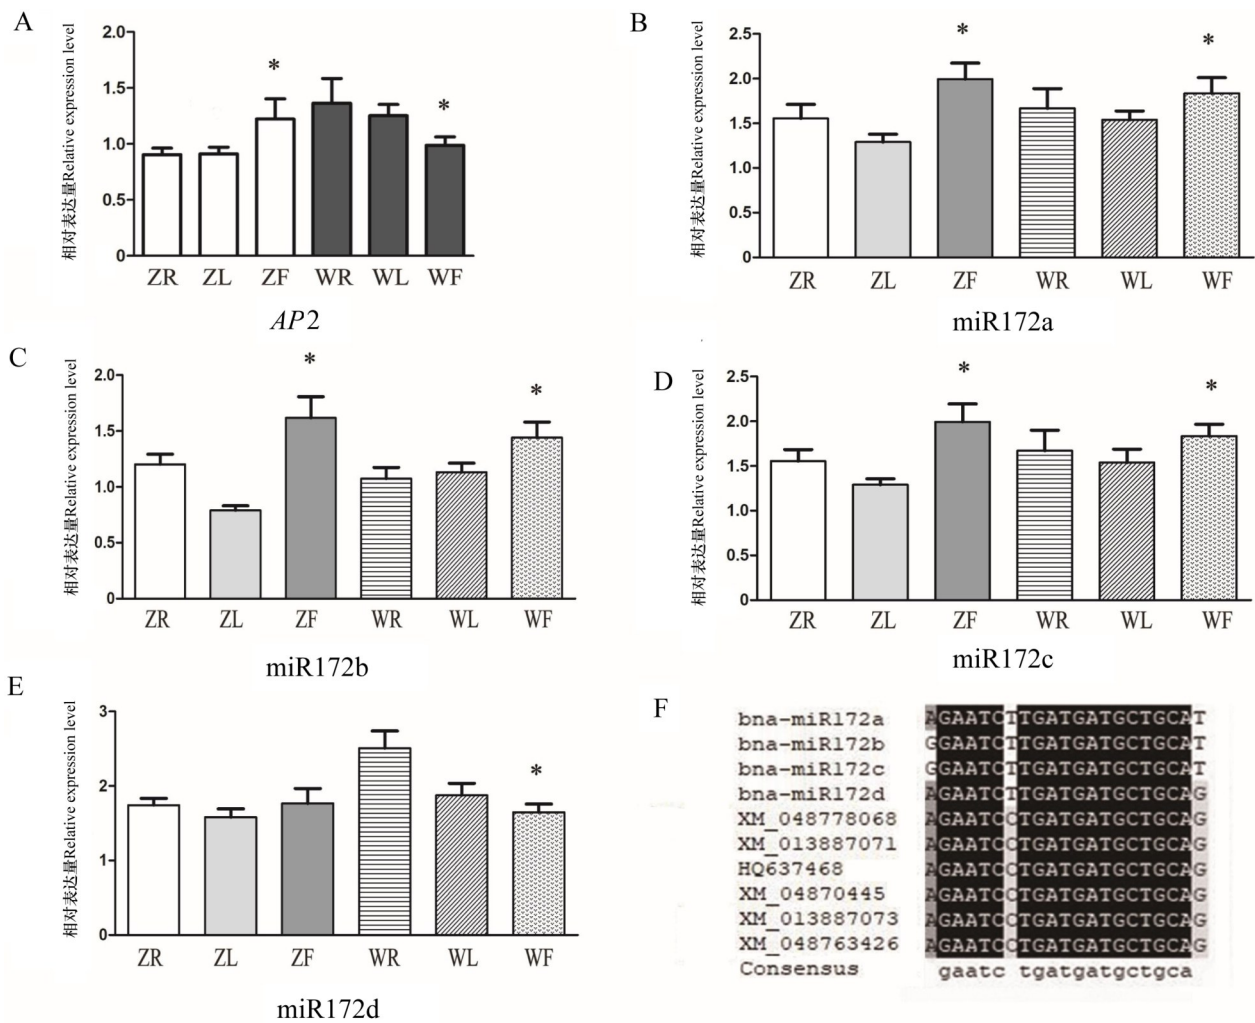 A
相对表达量Relative expression level
2.0
1.5
1.0
0.5
0
*
*
ZR ZL ZF WR WL WF
AP2
B
相对表达量Relative expression level
2.5
2.0
1.5
1.0
0.5
0
*
*
ZR ZL ZF WR WL WF
miR172a
C
相对表达量Relative expression level
2.0
1.5
1.0
0.5
0
*
*
ZR ZL ZF WR WL WF
miR172b
D
相对表达量Relative expression level
2.5
2.0
1.5
1.0
0.5
0
*
*
ZR ZL ZF WR WL WF
miR172c
E
相对表达量Relative expression level
3
2
1
0
*
ZR ZL ZF WR WL WF
miR172d
F
bna-miR172a AGAATCTTGATGATGCTGCAT
bna-miR172b GGAATCTTGATGATGCTGCAT
bna-miR172c GGAATCTTGATGATGCTGCAT
bna-miR172d AGAATCTTGATGATGCTGCAG
XM_048778068 AGAATCCTGATGATGCTGCAG
XM_013887071 AGAATCCTGATGATGCTGCAG
HQ637468 AGAATCCTGATGATGCTGCAG
XM_04870445 AGAATCCTGATGATGCTGCAG
XM_013887073 AGAATCCTGATGATGCTGCAG
XM_048763426 AGAATCCTGATGATGCTGCAG
Consensus gaatc tgatgatgctgca